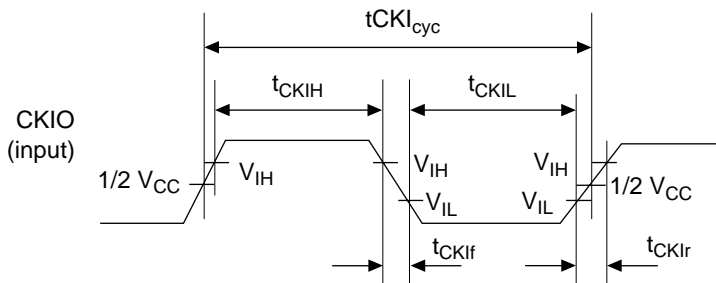 tCKIcyc
tCKIH
tCKIL
CKIO
(input)
VIH
VIH
VIH
1/2 VCC
1/2 VCC
VIL
VIL
tCKIf
tCKIr